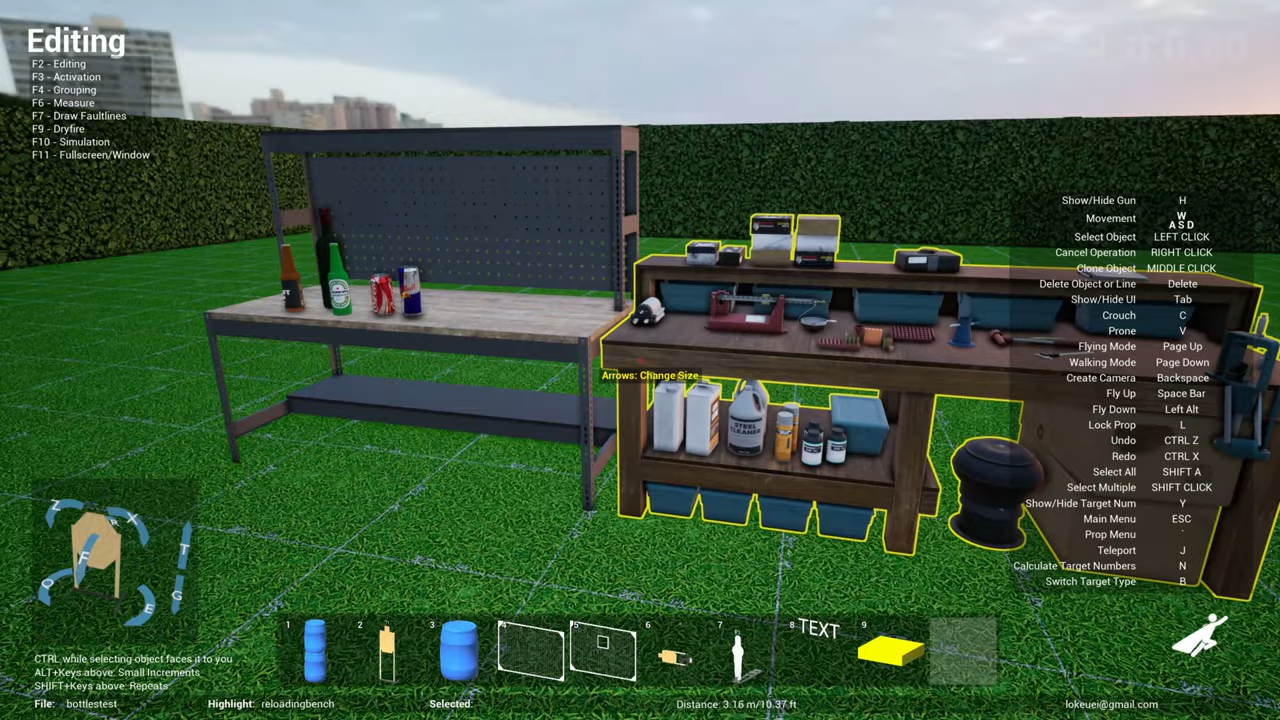 Editing
F2 - Editing
F3 - Activation
F4 - Grouping
F6 - Measure
F7 - Draw Faultlines
F9 - Dryfire
F10 - Simulation
F11 - Fullscreen/Window
Show/Hide Gun H
Movement W A S D
Select Object LEFT CLICK
Cancel Operation RIGHT CLICK
Clone Object MIDDLE CLICK
Delete Object or Line Delete
Show/Hide UI Tab
Crouch C
Prone V
Flying Mode Page Up
Walking Mode Page Down
Create Camera Backspace
Fly Up Space Bar
Fly Down Left Alt
Lock Prop L
Undo CTRL Z
Redo CTRL X
Select All SHIFT A
Select Multiple SHIFT CLICK
Show/Hide Target Num Y
Main Menu ESC
Prop Menu `
Teleport J
Calculate Target Numbers N
Switch Target Type B
Arrows: Change Size
STEEL
CLEANER
Z R X
F T
Q E G
1 2 3 4 5 6 7 8 9
TEXT
CTRL while selecting object faces it to you
ALT+Keys above: Small Increments
SHIFT+Keys above: Repeats
File: bottlestest Highlight: reloadingbench Selected: Distance: 3.16 m/10.37 ft lokeuei@gmail.com